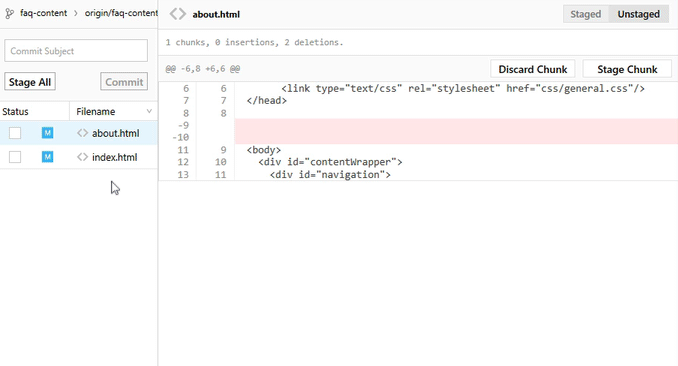 faq-content > origin/faq-content
about.html
Staged Unstaged
Commit Subject
1 chunks, 0 insertions, 2 deletions.
Stage All Commit
@@ -6,8 +6,6 @@ Discard Chunk Stage Chunk
Status Filename
6 6 <link type="text/css" rel="stylesheet" href="css/general.css"/>
7 7 </head>
8 8
-9
-10
11 9 <body>
12 10 <div id="contentWrapper">
13 11 <div id="navigation">
M <> about.html
M <> index.html